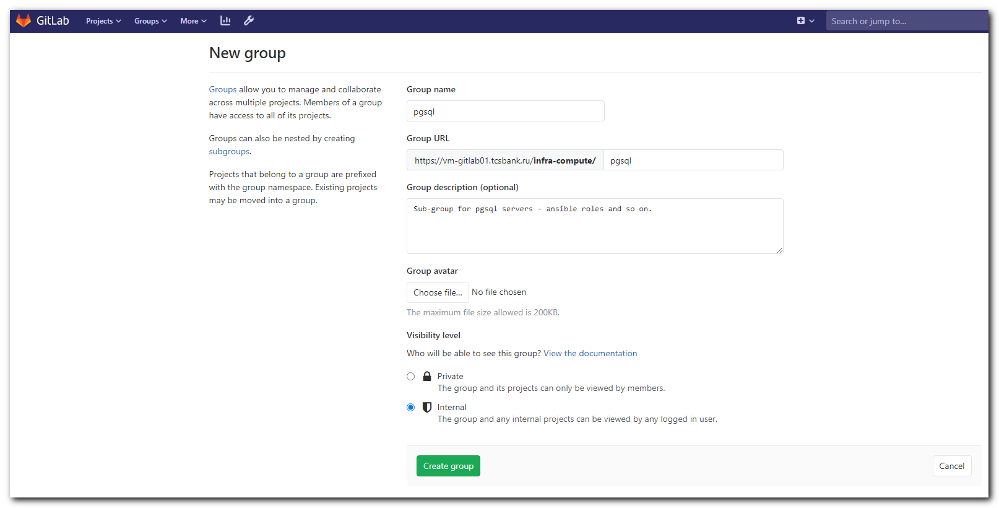 GitLab Projects Groups More Search or jump to...
New group
Groups allow you to manage and collaborate
across multiple projects. Members of a group
have access to all of its projects.
Groups can also be nested by creating
subgroups.
Projects that belong to a group are prefixed
with the group namespace. Existing projects
may be moved into a group.
Group name
pgsql
Group URL
https://vm-gitlab01.tcsbank.ru/infra-compute/ pgsql
Group description (optional)
Sub-group for pgsql servers - ansible roles and so on.
Group avatar
Choose file... No file chosen
The maximum file size allowed is 200KB.
Visibility level
Who will be able to see this group? View the documentation
Private
The group and its projects can only be viewed by members.
Internal
The group and any internal projects can be viewed by any logged in user.
Create group Cancel